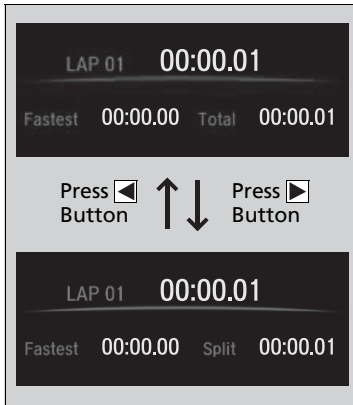 LAP 01 00:00.01
Fastest 00:00.00 Total 00:00.01
Press ◀ Press ▶
Button Button
LAP 01 00:00.01
Fastest 00:00.00 Split 00:00.01